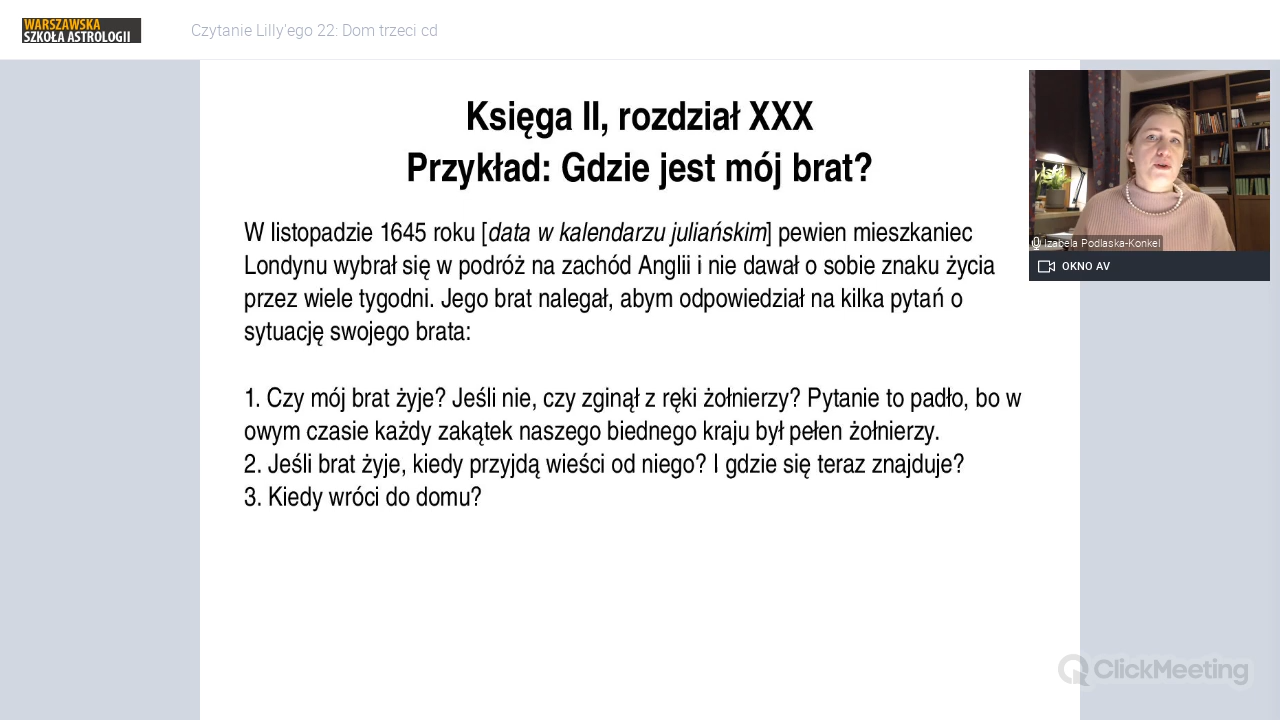 WARSZAWSKA
SZKOŁA ASTROLOGII
Czytanie Lilly'ego 22: Dom trzeci cd
Księga II, rozdział XXX
Przykład: Gdzie jest mój brat?
W listopadzie 1645 roku [data w kalendarzu juliańskim] pewien mieszkaniec
Londynu wybrał się w podróż na zachód Anglii i nie dawał o sobie znaku życia
przez wiele tygodni. Jego brat nalegał, abym odpowiedział na kilka pytań o
sytuację swojego brata:
1. Czy mój brat żyje? Jeśli nie, czy zginął z ręki żołnierzy? Pytanie to padło, bo w
owym czasie każdy zakątek naszego biednego kraju był pełen żołnierzy.
2. Jeśli brat żyje, kiedy przyjdą wieści od niego? I gdzie się teraz znajduje?
3. Kiedy wróci do domu?
Izabela Podlaska-Konkel
OKNO AV
ClickMeeting